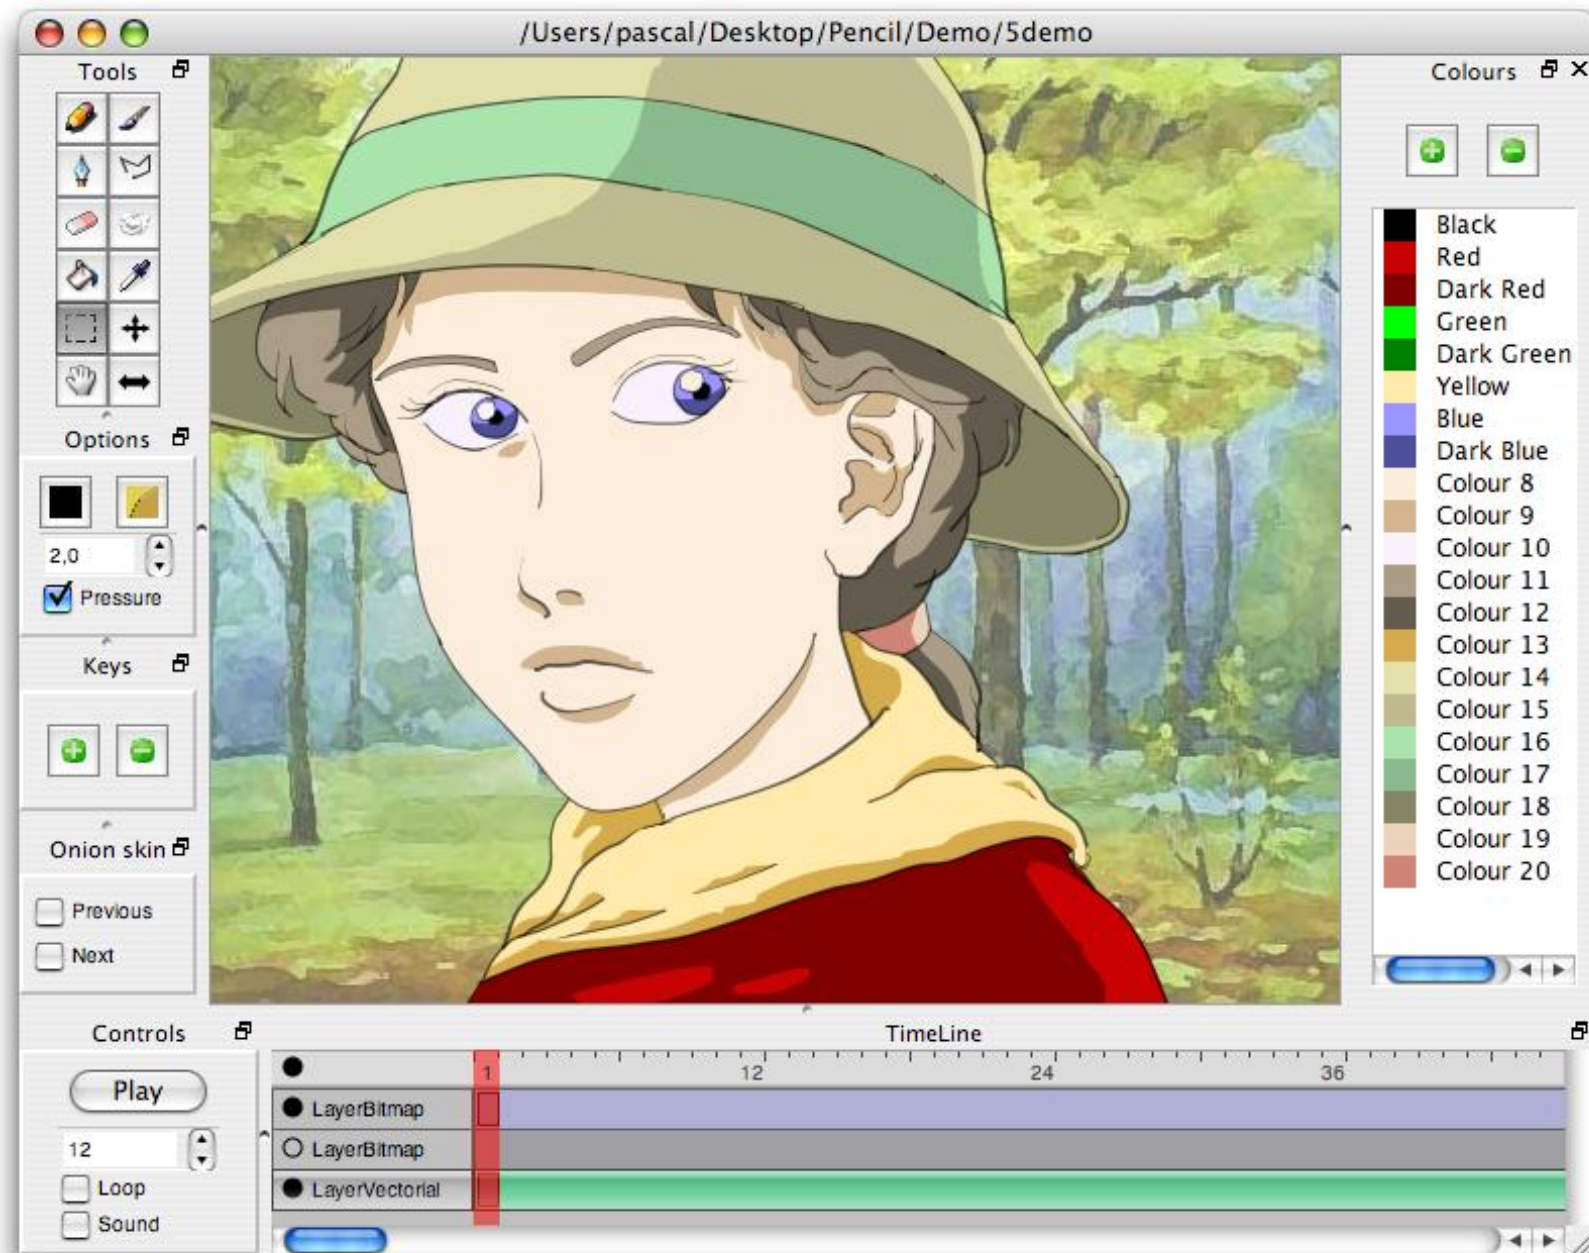 /Users/pascal/Desktop/Pencil/Demo/5demo
Tools
Options
2,0
Pressure
Keys
Onion skin
Previous
Next
Colours
Black
Red
Dark Red
Green
Dark Green
Yellow
Blue
Dark Blue
Colour 8
Colour 9
Colour 10
Colour 11
Colour 12
Colour 13
Colour 14
Colour 15
Colour 16
Colour 17
Colour 18
Colour 19
Colour 20
Controls
Play
12
Loop
Sound
TimeLine
1 12 24 36
LayerBitmap
LayerBitmap
LayerVectorial